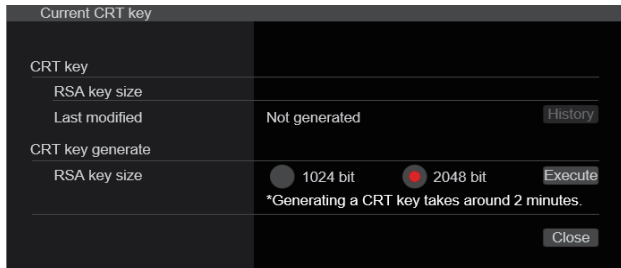 Current CRT key
CRT key
RSA key size
Last modified Not generated History
CRT key generate
RSA key size 1024 bit 2048 bit Execute
*Generating a CRT key takes around 2 minutes.
Close